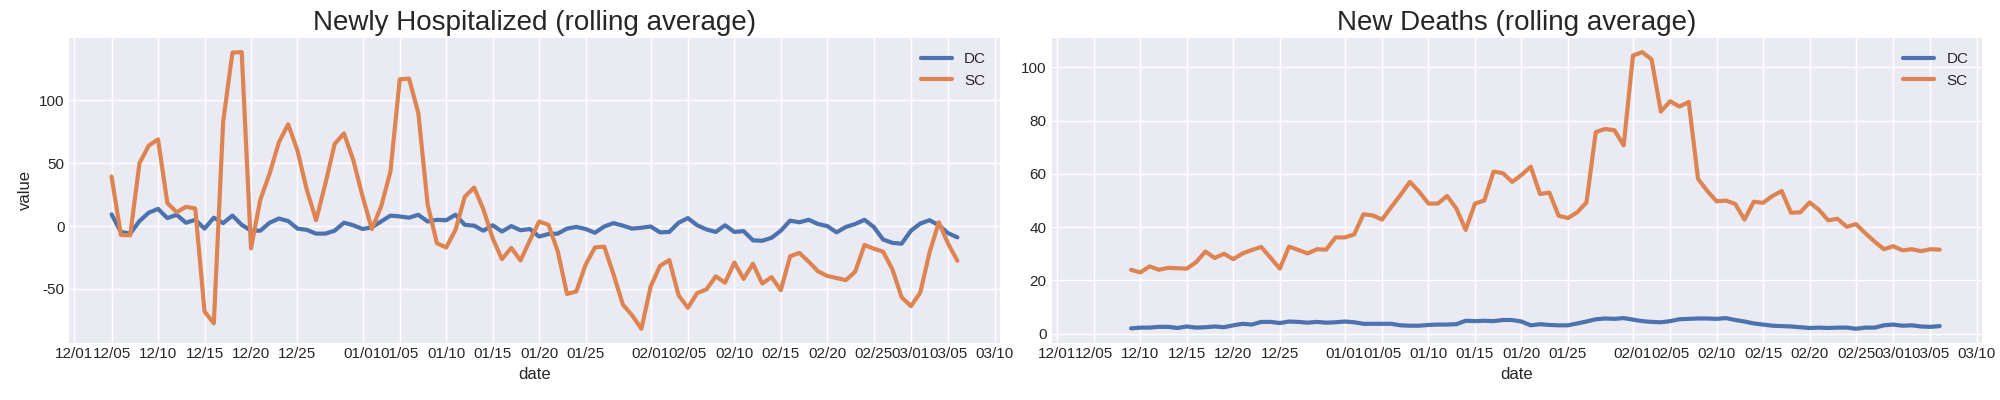 Newly Hospitalized (rolling average)
DC
SC
100
50
0
-50
value
12/01 12/05 12/10 12/15 12/20 12/25 01/01 01/05 01/10 01/15 01/20 01/25 02/01 02/05 02/10 02/15 02/20 02/25 03/01 03/05 03/10
date
New Deaths (rolling average)
DC
SC
100
80
60
40
20
0
12/01 12/05 12/10 12/15 12/20 12/25 01/01 01/05 01/10 01/15 01/20 01/25 02/01 02/05 02/10 02/15 02/20 02/25 03/01 03/05 03/10
date